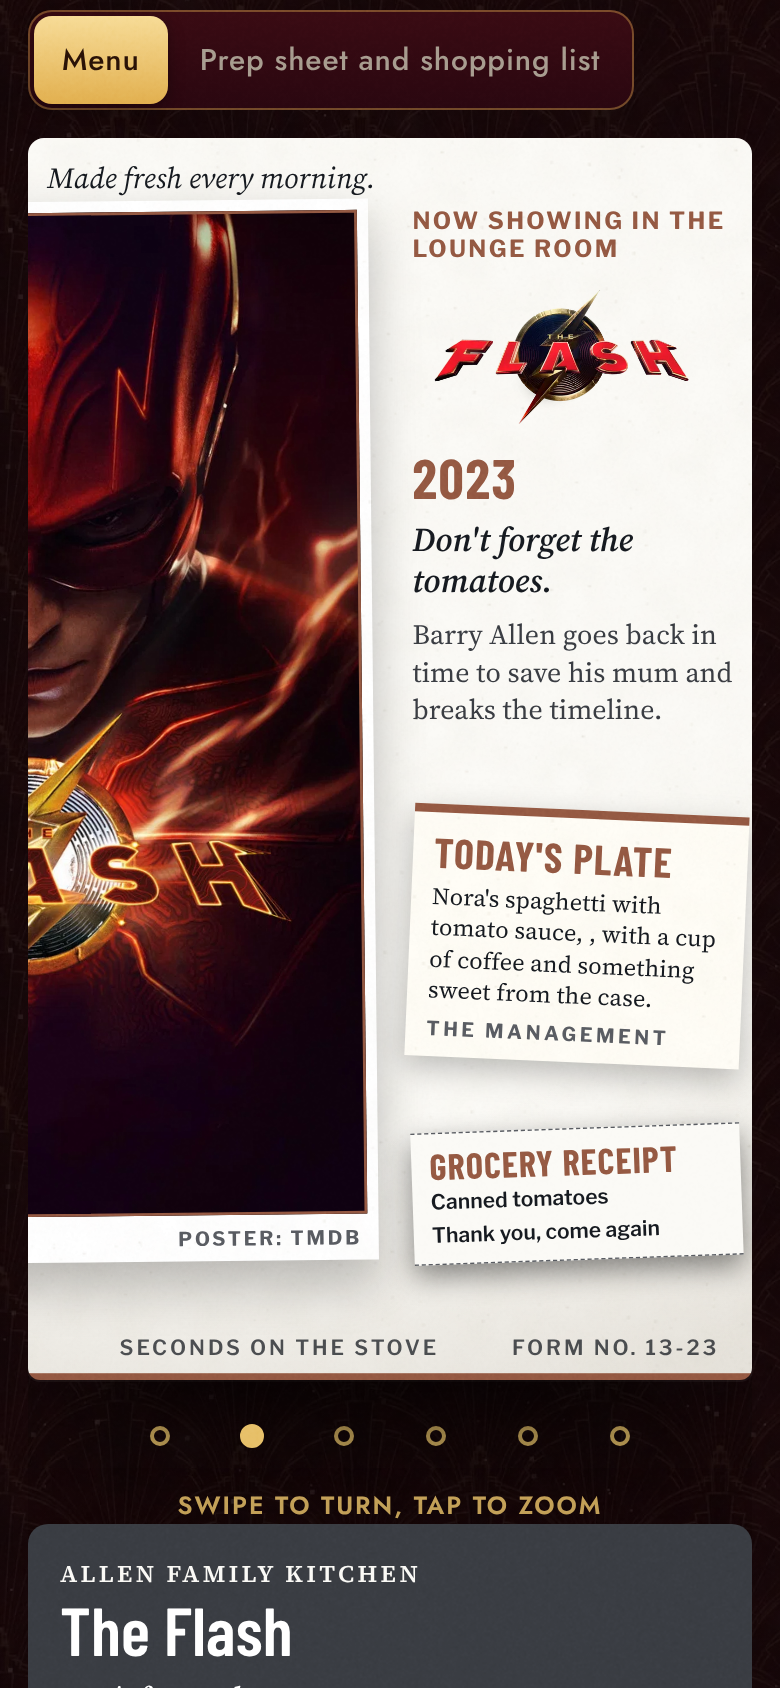 Menu
Prep sheet and shopping list
Made fresh every morning.
NOW SHOWING IN THE
LOUNGE ROOM
THE
FLASH
2023
Don't forget the
tomatoes.
Barry Allen goes back in
time to save his mum and
breaks the timeline.
HE
ASH
TODAY'S PLATE
Nora's spaghetti with
tomato sauce, , with a cup
of coffee and something
sweet from the case.
THE MANAGEMENT
GROCERY RECEIPT
Canned tomatoes
Thank you, come again
POSTER: TMDB
SECONDS ON THE STOVE
FORM NO. 13-23
SWIPE TO TURN, TAP TO ZOOM
ALLEN FAMILY KITCHEN
The Flash